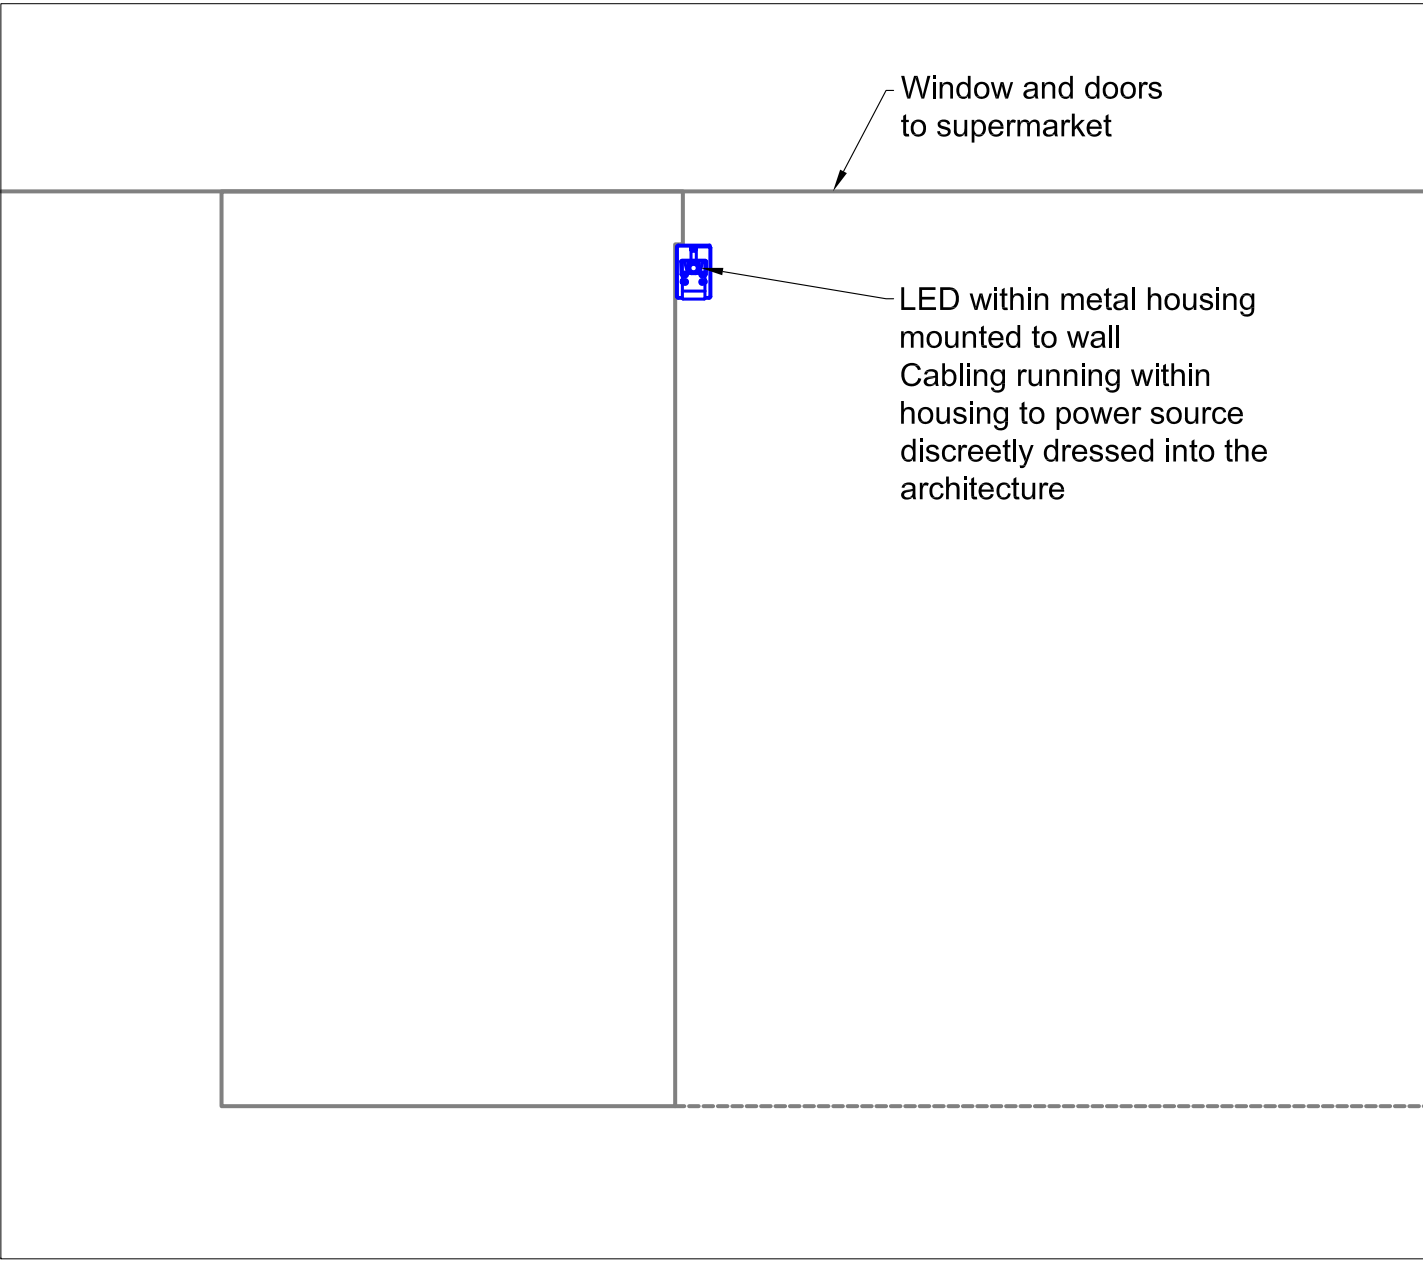 Window and doors
to supermarket
LED within metal housing
mounted to wall
Cabling running within
housing to power source
discreetly dressed into the
architecture